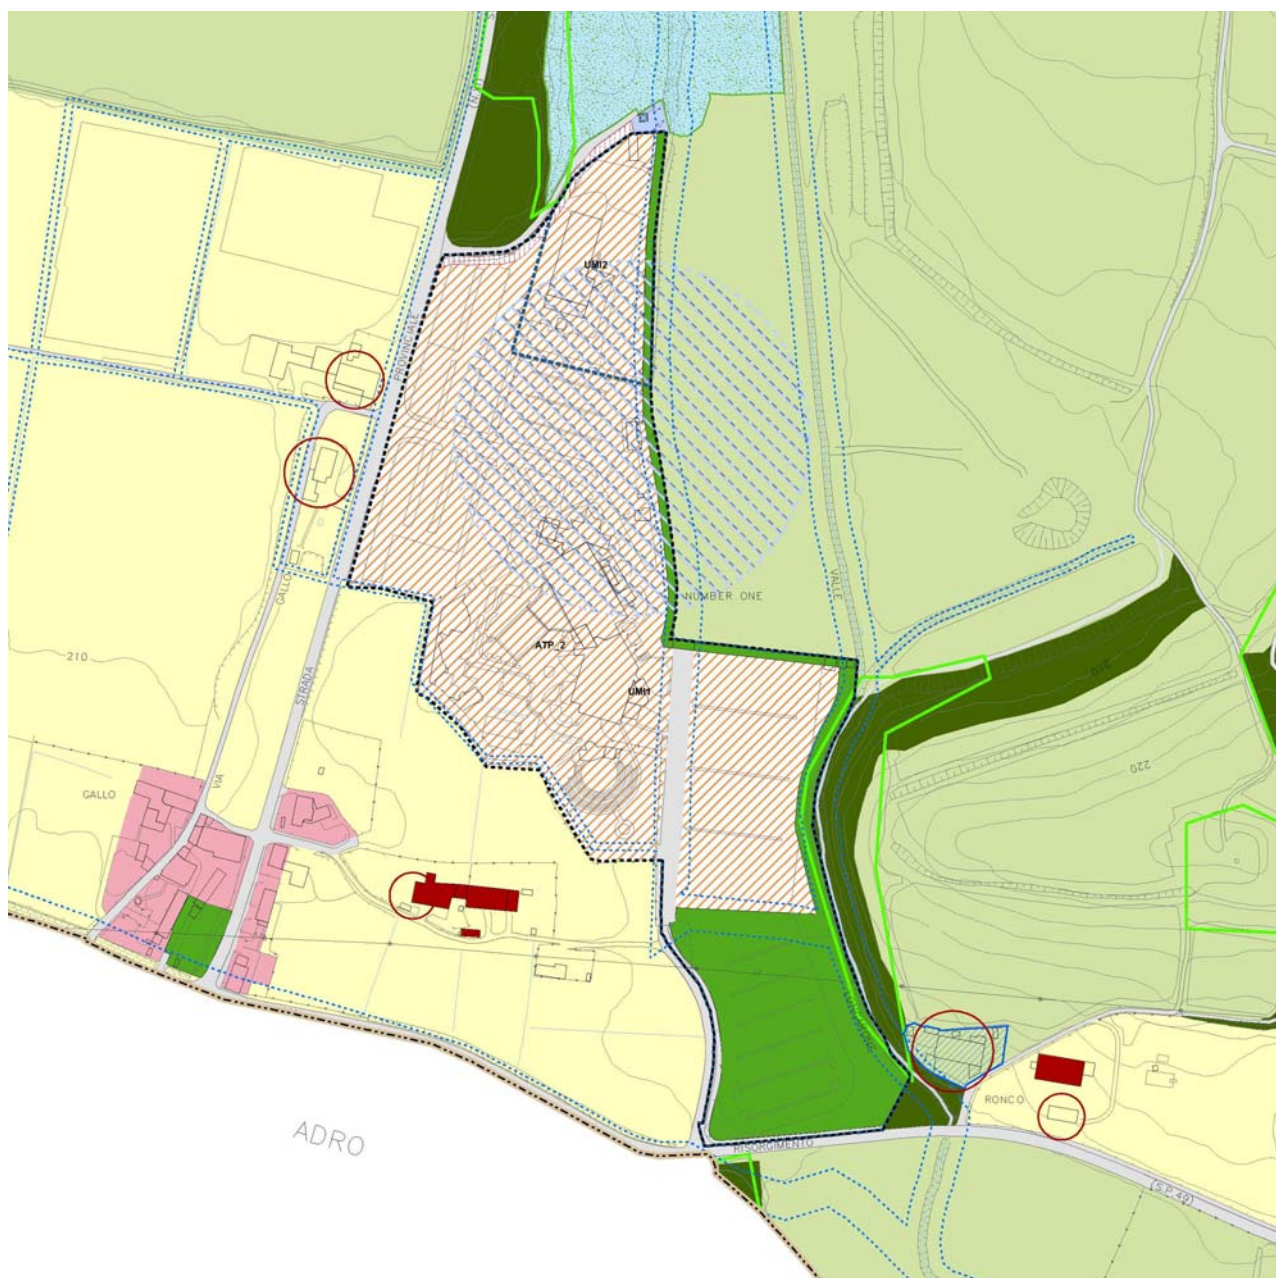 UMI2
PROVINCIALE
NUMBER ONE
VALLE
GALLO
ATP_2
210
210
STRADA
UMI1
220
GALLO
VIA
RONCO
ADRO
RISORGIMENTO
(S.P.49)